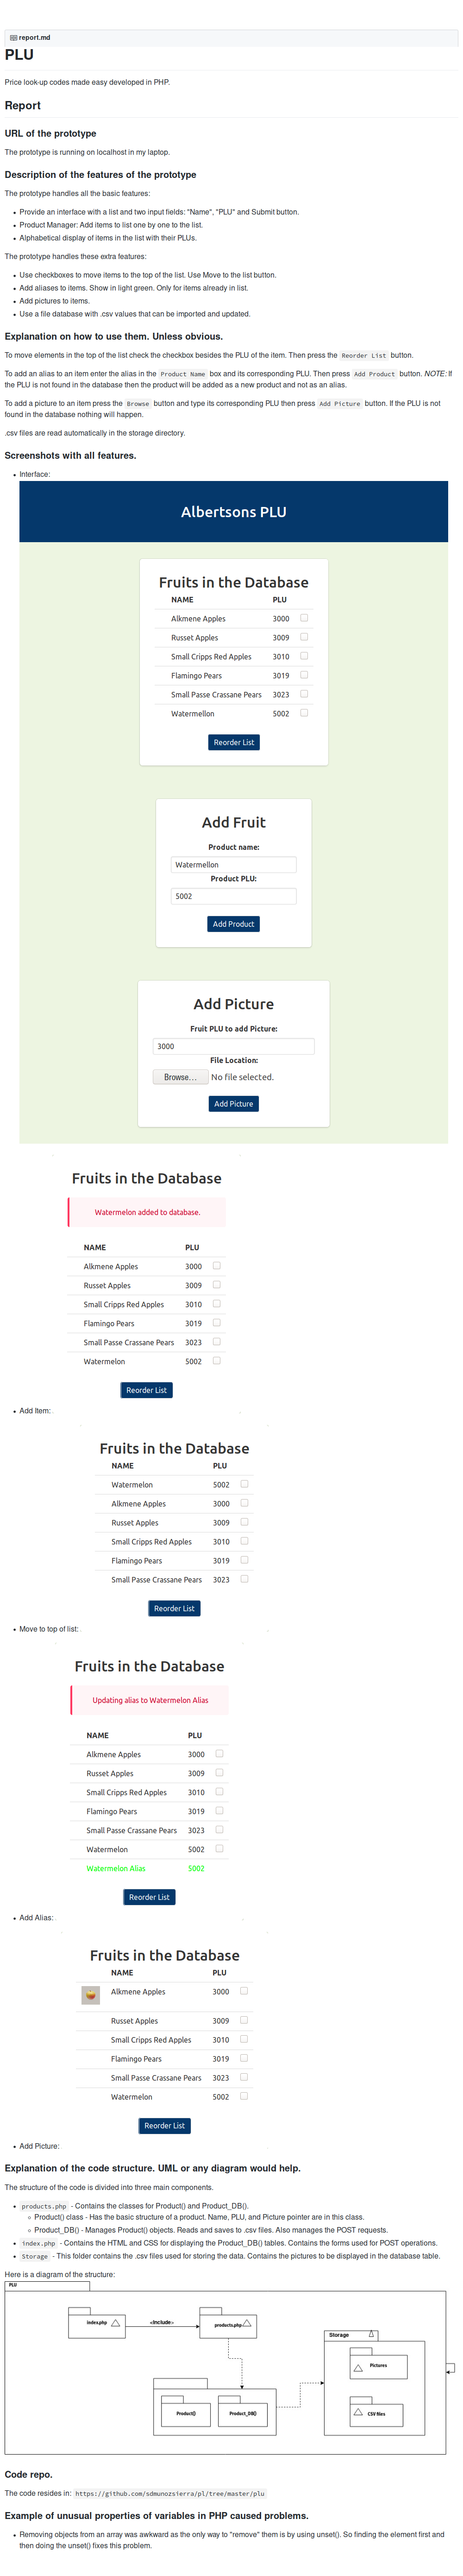 report.md
PLU
Price look-up codes made easy developed in PHP.
Report
URL of the prototype
The prototype is running on localhost in my laptop.
Description of the features of the prototype
The prototype handles all the basic features:
Provide an interface with a list and two input fields: "Name", "PLU" and Submit button.
Product Manager: Add items to list one by one to the list.
Alphabetical display of items in the list with their PLUs.
The prototype handles these extra features:
Use checkboxes to move items to the top of the list. Use Move to the list button.
Add aliases to items. Show in light green. Only for items already in list.
Add pictures to items.
Use a file database with .csv values that can be imported and updated.
Explanation on how to use them. Unless obvious.
To move elements in the top of the list check the checkbox besides the PLU of the item. Then press the Reorder List button.
To add an alias to an item enter the alias in the Product Name box and its corresponding PLU. Then press Add Product button. NOTE: If
the PLU is not found in the database then the product will be added as a new product and not as an alias.
To add a picture to an item press the Browse button and type its corresponding PLU then press Add Picture button. If the PLU is not
found in the database nothing will happen.
.csv files are read automatically in the storage directory.
Screenshots with all features.
Interface:
Albertsons PLU
Fruits in the Database
NAME PLU
Alkmene Apples 3000
Russet Apples 3009
Small Cripps Red Apples 3010
Flamingo Pears 3019
Small Passe Crassane Pears 3023
Watermellon 5002
Reorder List
Add Fruit
Product name:
Watermellon
Product PLU:
5002
Add Product
Add Picture
Fruit PLU to add Picture:
3000
File Location:
Browse... No file selected.
Add Picture
Fruits in the Database
Watermelon added to database.
NAME PLU
Alkmene Apples 3000
Russet Apples 3009
Small Cripps Red Apples 3010
Flamingo Pears 3019
Small Passe Crassane Pears 3023
Watermelon 5002
Reorder List
Add Item:
Fruits in the Database
NAME PLU
Watermelon 5002
Alkmene Apples 3000
Russet Apples 3009
Small Cripps Red Apples 3010
Flamingo Pears 3019
Small Passe Crassane Pears 3023
Reorder List
Move to top of list:
Fruits in the Database
Updating alias to Watermelon Alias
NAME PLU
Alkmene Apples 3000
Russet Apples 3009
Small Cripps Red Apples 3010
Flamingo Pears 3019
Small Passe Crassane Pears 3023
Watermelon 5002
Watermelon Alias 5002
Reorder List
Add Alias:
Fruits in the Database
NAME PLU
Alkmene Apples 3000
Russet Apples 3009
Small Cripps Red Apples 3010
Flamingo Pears 3019
Small Passe Crassane Pears 3023
Watermelon 5002
Reorder List
Add Picture:
Explanation of the code structure. UML or any diagram would help.
The structure of the code is divided into three main components.
products.php - Contains the classes for Product() and Product_DB().
Product() class - Has the basic structure of a product. Name, PLU, and Picture pointer are in this class.
Product_DB() - Manages Product() objects. Reads and saves to .csv files. Also manages the POST requests.
index.php - Contains the HTML and CSS for displaying the Product_DB() tables. Contains the forms used for POST operations.
Storage - This folder contains the .csv files used for storing the data. Contains the pictures to be displayed in the database table.
Here is a diagram of the structure:
PLU
index.php
<Include>
products.php
Storage
Pictures
Product()
Product_DB()
CSV files
Code repo.
The code resides in: https://github.com/sdmunozsierra/pl/tree/master/plu
Example of unusual properties of variables in PHP caused problems.
Removing objects from an array was awkward as the only way to "remove" them is by using unset(). So finding the element first and
then doing the unset() fixes this problem.